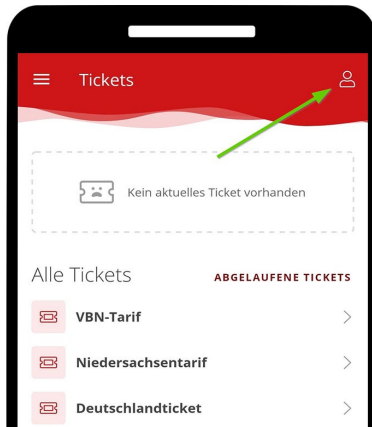 Tickets
Kein aktuelles Ticket vorhanden
Alle Tickets
ABGELAUFENE TICKETS
VBN-Tarif
Niedersachsentarif
Deutschlandticket